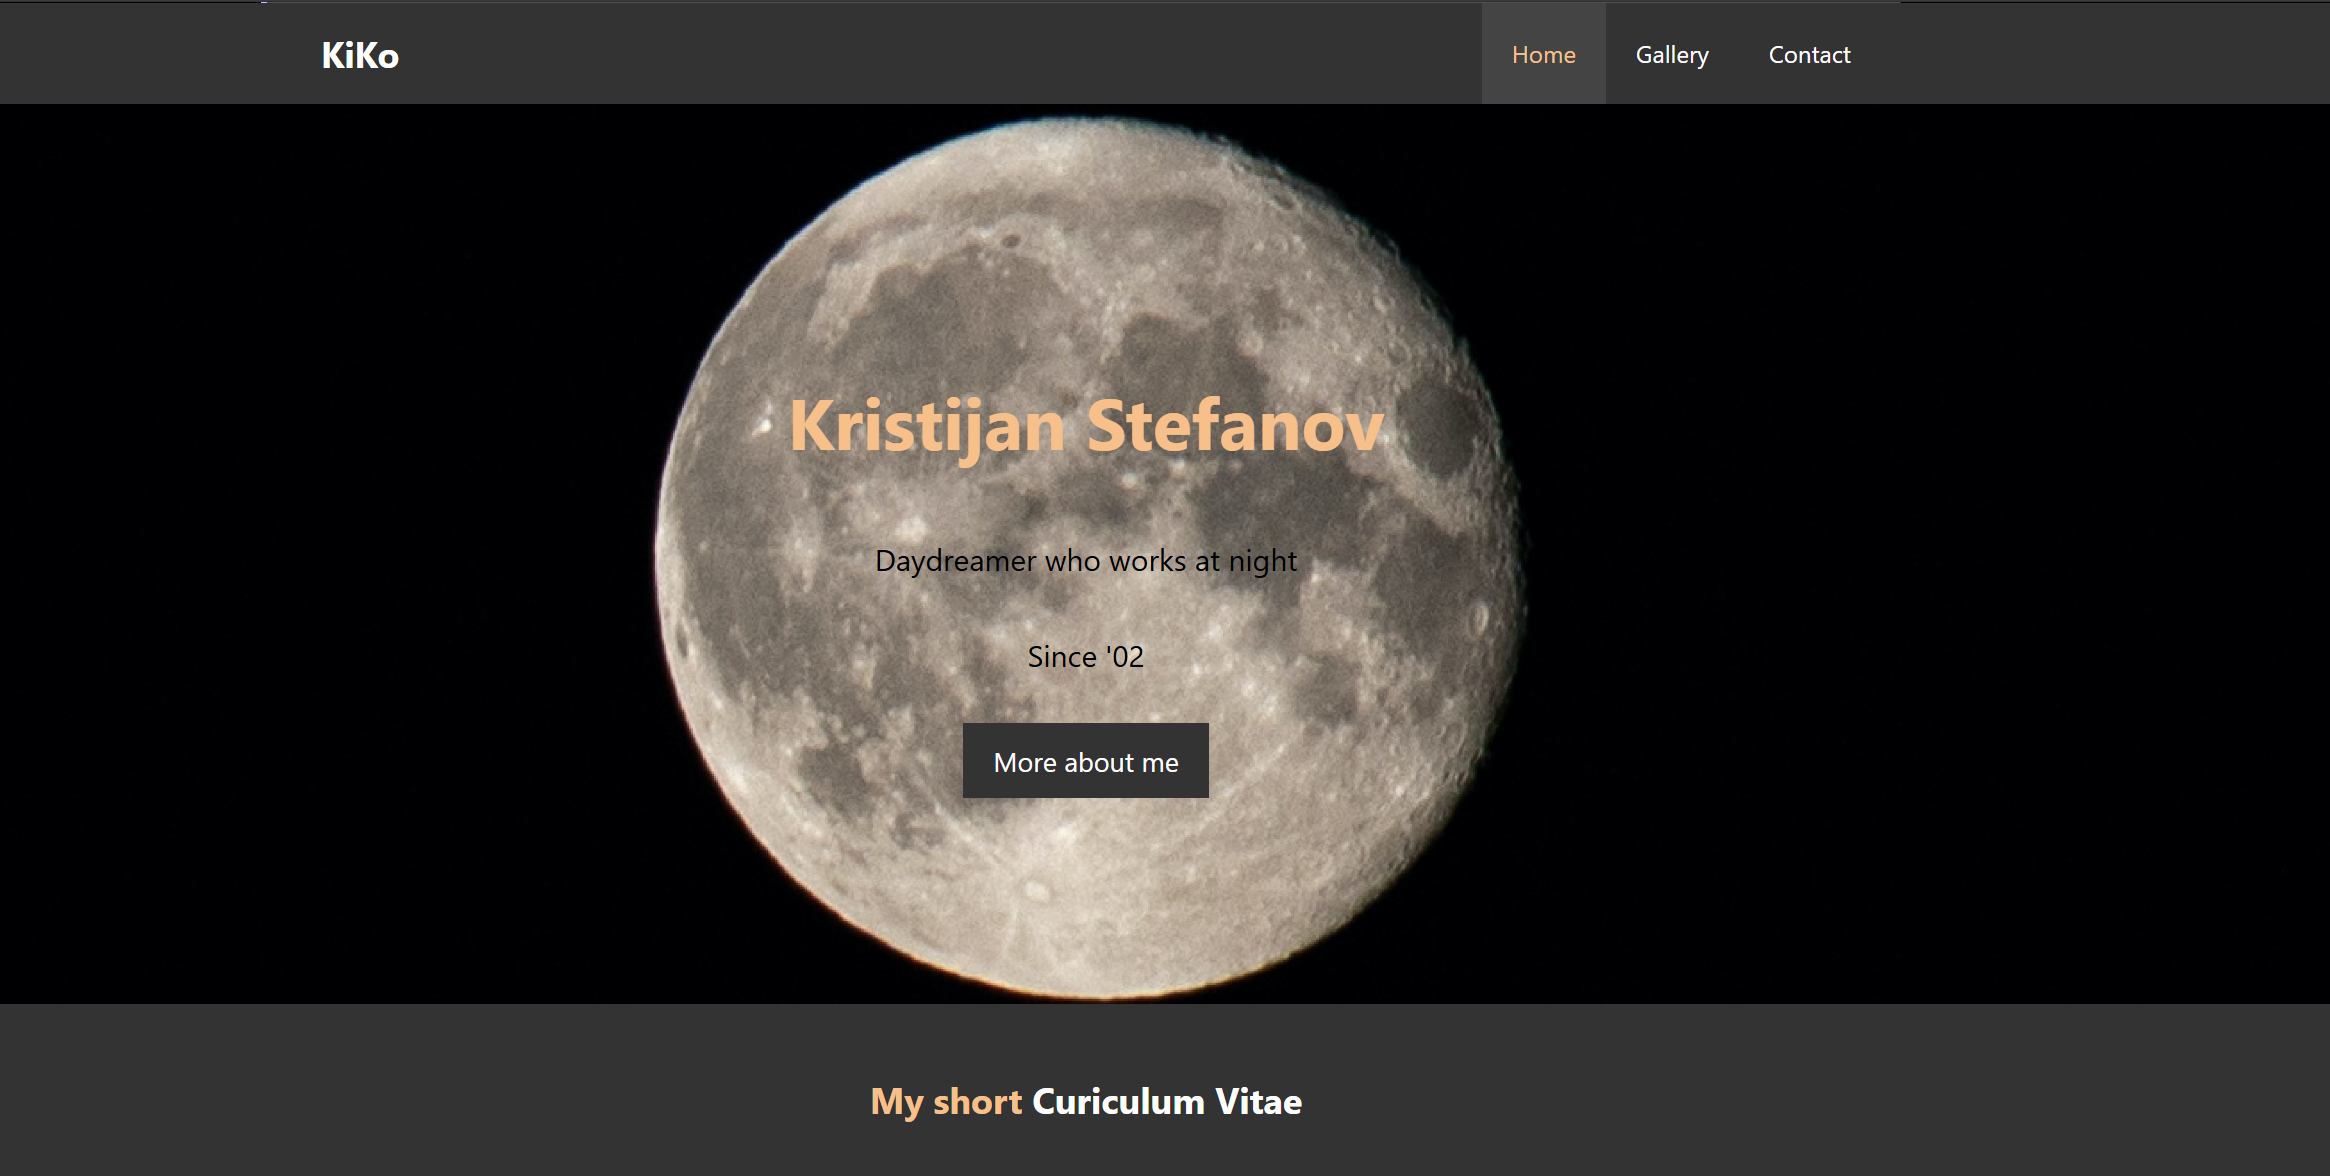 KiKo
Home Gallery Contact
Kristijan Stefanov
Daydreamer who works at night
Since '02
More about me
My short Curiculum Vitae